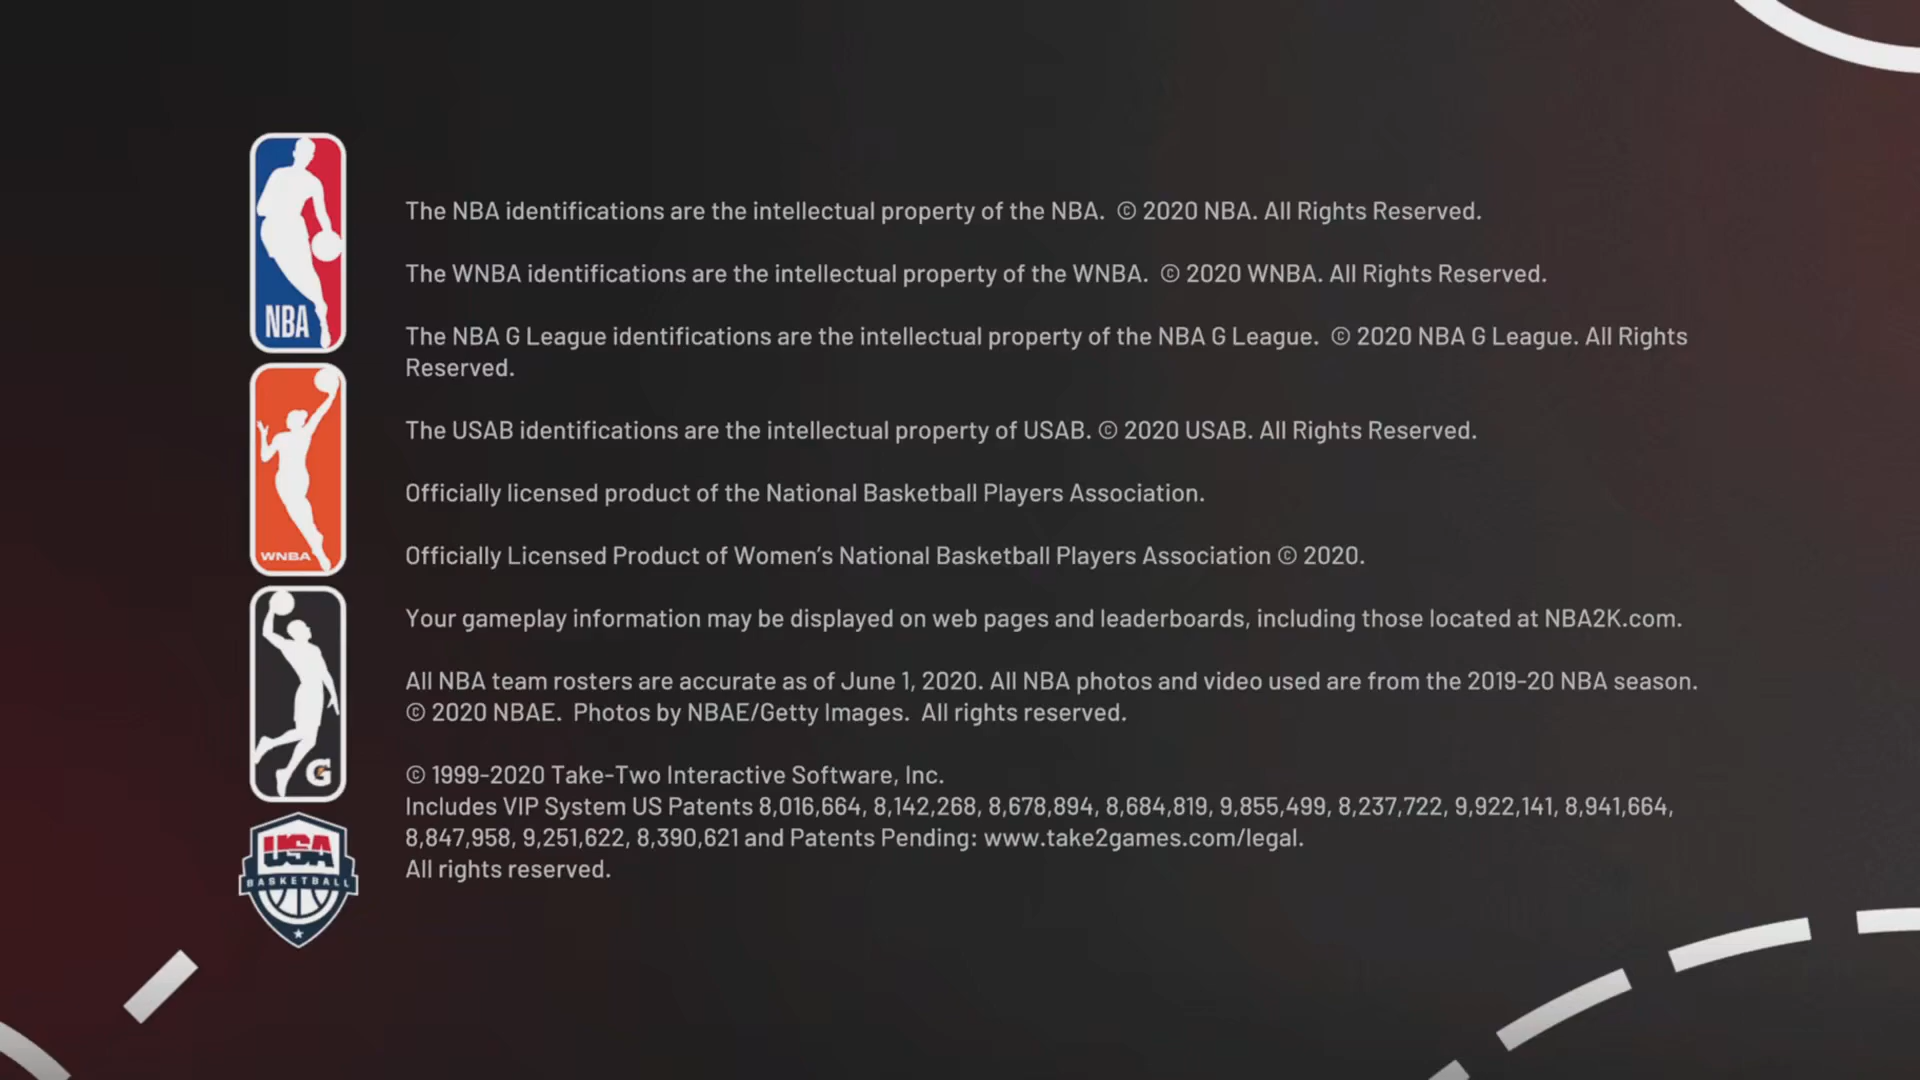 NBA
The NBA identifications are the intellectual property of the NBA.  © 2020 NBA. All Rights Reserved.
The WNBA identifications are the intellectual property of the WNBA.  © 2020 WNBA. All Rights Reserved.
The NBA G League identifications are the intellectual property of the NBA G League.  © 2020 NBA G League. All Rights
Reserved.
WNBA
The USAB identifications are the intellectual property of USAB. © 2020 USAB. All Rights Reserved.
Officially licensed product of the National Basketball Players Association.
Officially Licensed Product of Women’s National Basketball Players Association © 2020.
Your gameplay information may be displayed on web pages and leaderboards, including those located at NBA2K.com.
All NBA team rosters are accurate as of June 1, 2020. All NBA photos and video used are from the 2019-20 NBA season.
© 2020 NBAE.  Photos by NBAE/Getty Images.  All rights reserved.
G
© 1999-2020 Take-Two Interactive Software, Inc.
Includes VIP System US Patents 8,016,664, 8,142,268, 8,678,894, 8,684,819, 9,855,499, 8,237,722, 9,922,141, 8,941,664,
8,847,958, 9,251,622, 8,390,621 and Patents Pending: www.take2games.com/legal.
All rights reserved.
USA
BASKETBALL